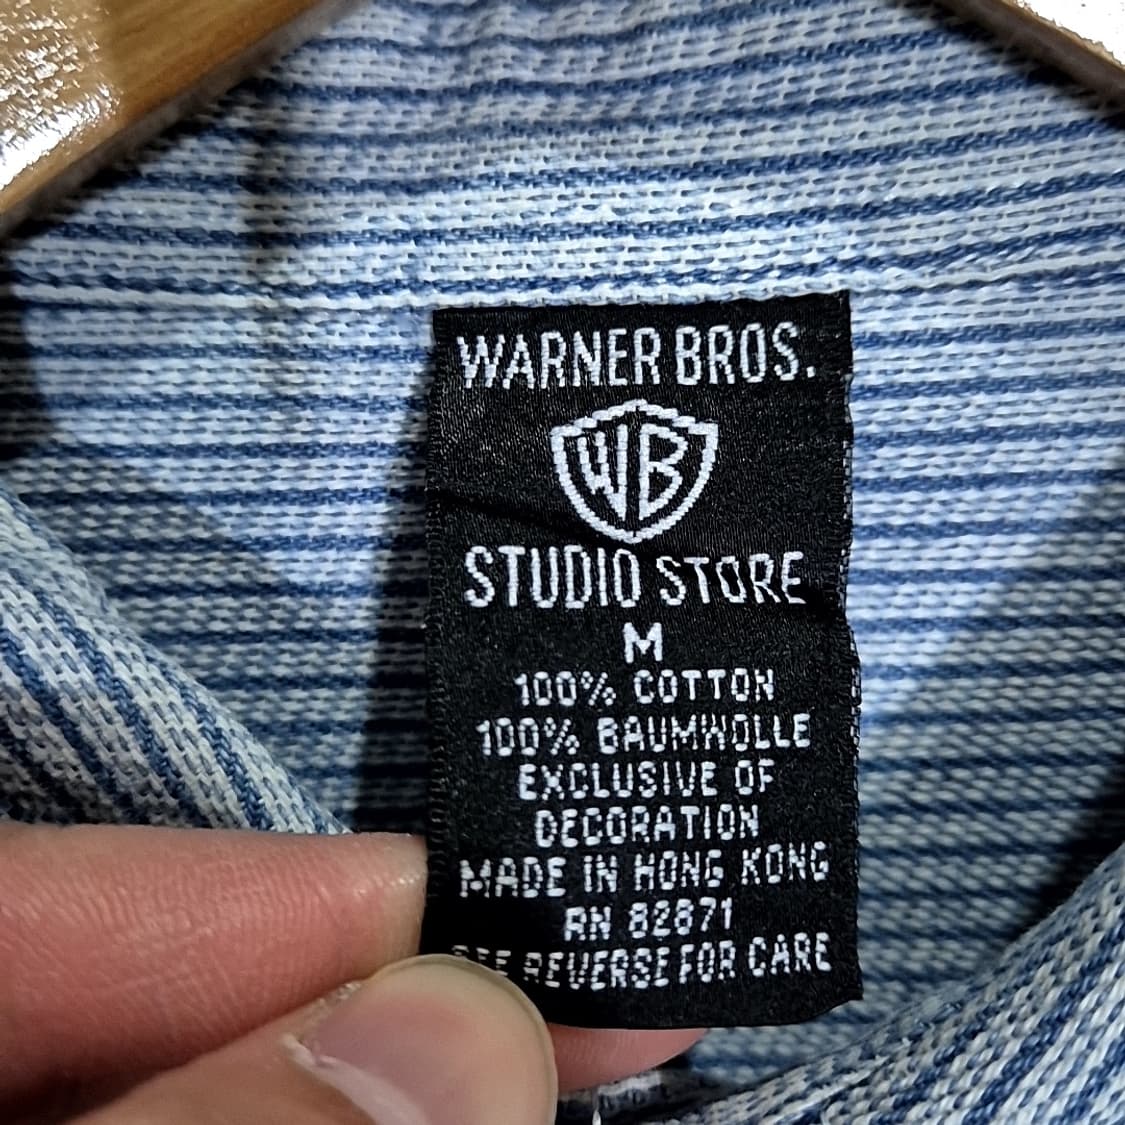 WARNER BROS.
WB
STUDIO STORE
M
100% COTTON
100% BAUMWOLLE
EXCLUSIVE OF
DECORATION
MADE IN HONG KONG
RN 82871
SEE REVERSE FOR CARE